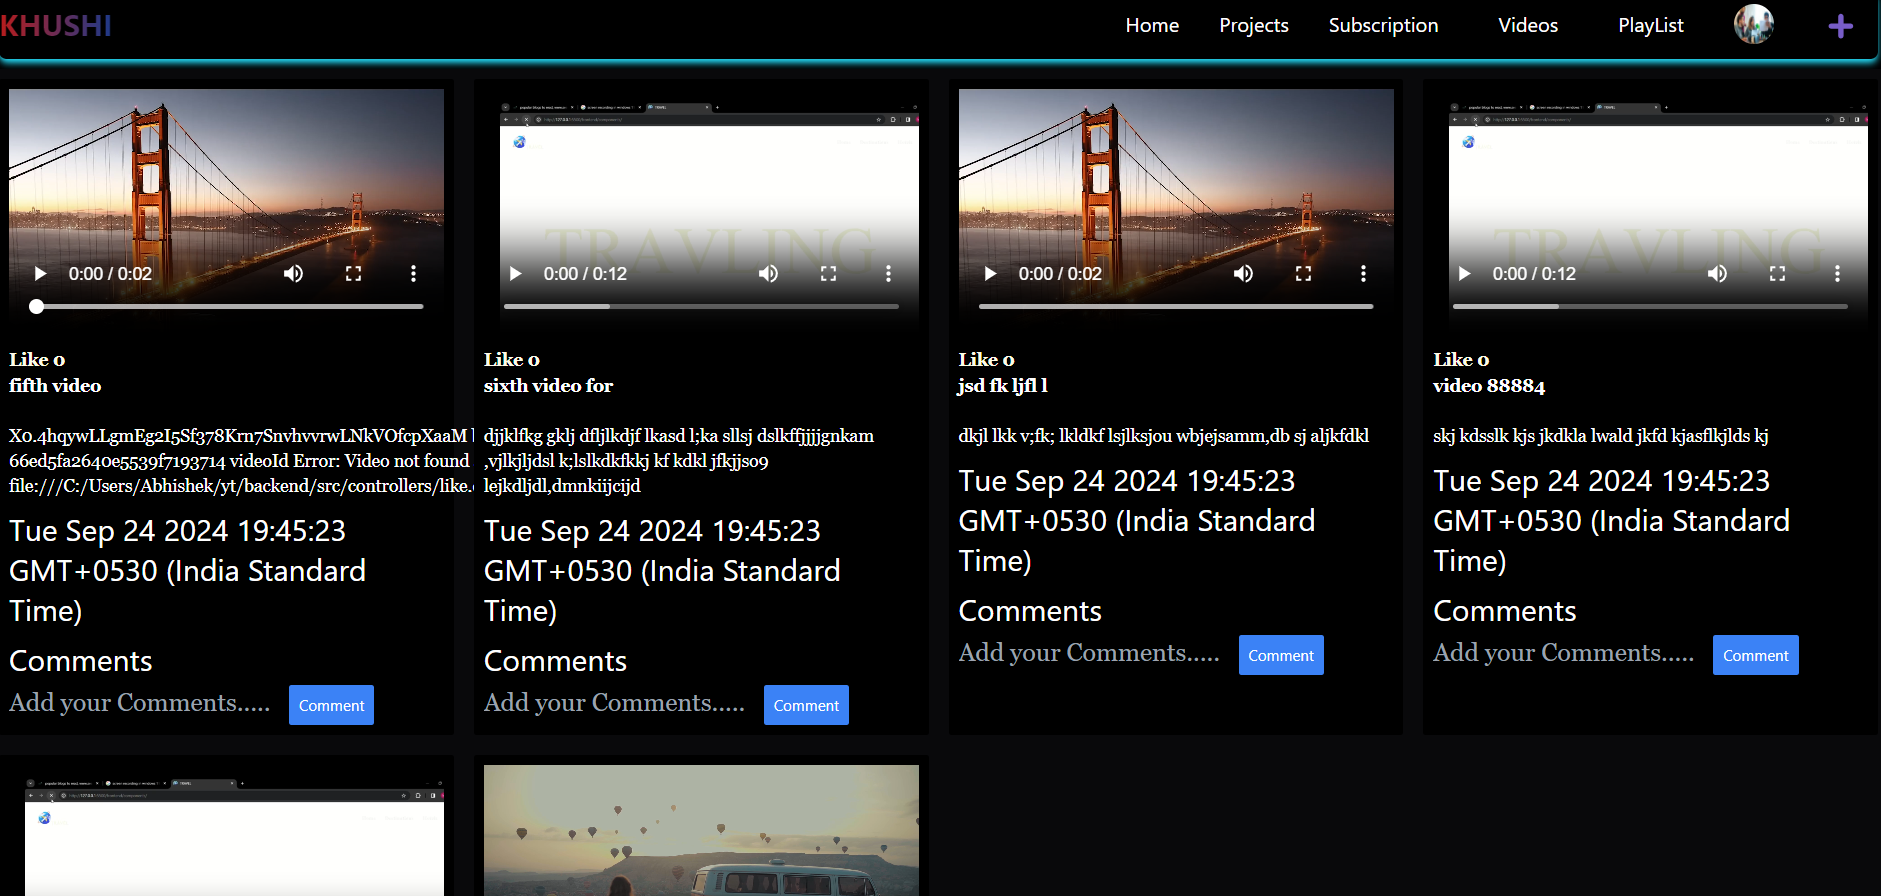 KHUSHI
Home Projects Subscription Videos PlayList
0:00 / 0:02
Like 0
fifth video
X0.4hqywLLgmEg2I5Sf378Krn7SnvhvvrwLNkVOfcpXaaM
66ed5fa2640e5539f7193714 videoId Error: Video not found
file:///C:/Users/Abhishek/yt/backend/src/controllers/like.
Tue Sep 24 2024 19:45:23
GMT+0530 (India Standard
Time)
Comments
Add your Comments.....
Comment
TRAVLING
0:00 / 0:12
Like 0
sixth video for
djjklfkg gklj dfljlkdjf lkasd l;ka sllsj dslkffjjjjgnkam
,vjlkjljdsl k;lslkdkfkkj kf kdkl jfkjjso9
lejkdljdl,dmnkiijcijd
Tue Sep 24 2024 19:45:23
GMT+0530 (India Standard
Time)
Comments
Add your Comments.....
Comment
0:00 / 0:02
Like 0
jsd fk ljfl l
dkjl lkk v;fk; lkldkf lsjlksjou wbjejsamm,db sj aljkfdkl
Tue Sep 24 2024 19:45:23
GMT+0530 (India Standard
Time)
Comments
Add your Comments.....
Comment
TRAVLING
0:00 / 0:12
Like 0
video 88884
skj kdsslk kjs jkdkla lwald jkfd kjasflkjlds kj
Tue Sep 24 2024 19:45:23
GMT+0530 (India Standard
Time)
Comments
Add your Comments.....
Comment